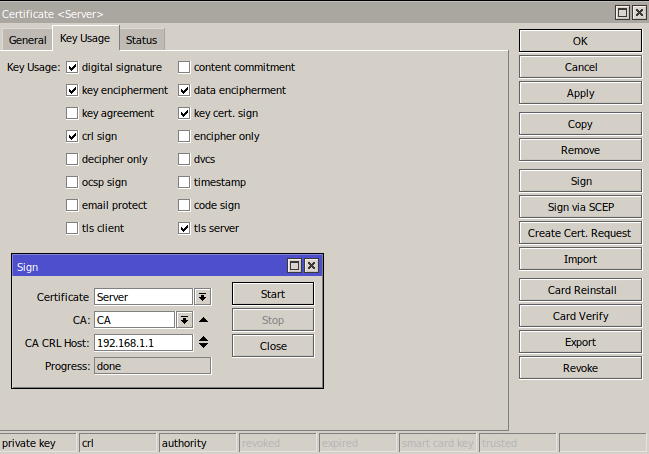 Certificate <Server>
General Key Usage Status
Key Usage: digital signature content commitment
key encipherment data encipherment
key agreement key cert. sign
crl sign encipher only
decipher only dvcs
ocsp sign timestamp
email protect code sign
tls client tls server
OK
Cancel
Apply
Copy
Remove
Sign
Sign via SCEP
Create Cert. Request
Import
Card Reinstall
Card Verify
Export
Revoke
Sign
Certificate Server Start
CA: CA Stop
CA CRL Host: 192.168.1.1 Close
Progress: done
private key crl authority revoked expired smart card key trusted